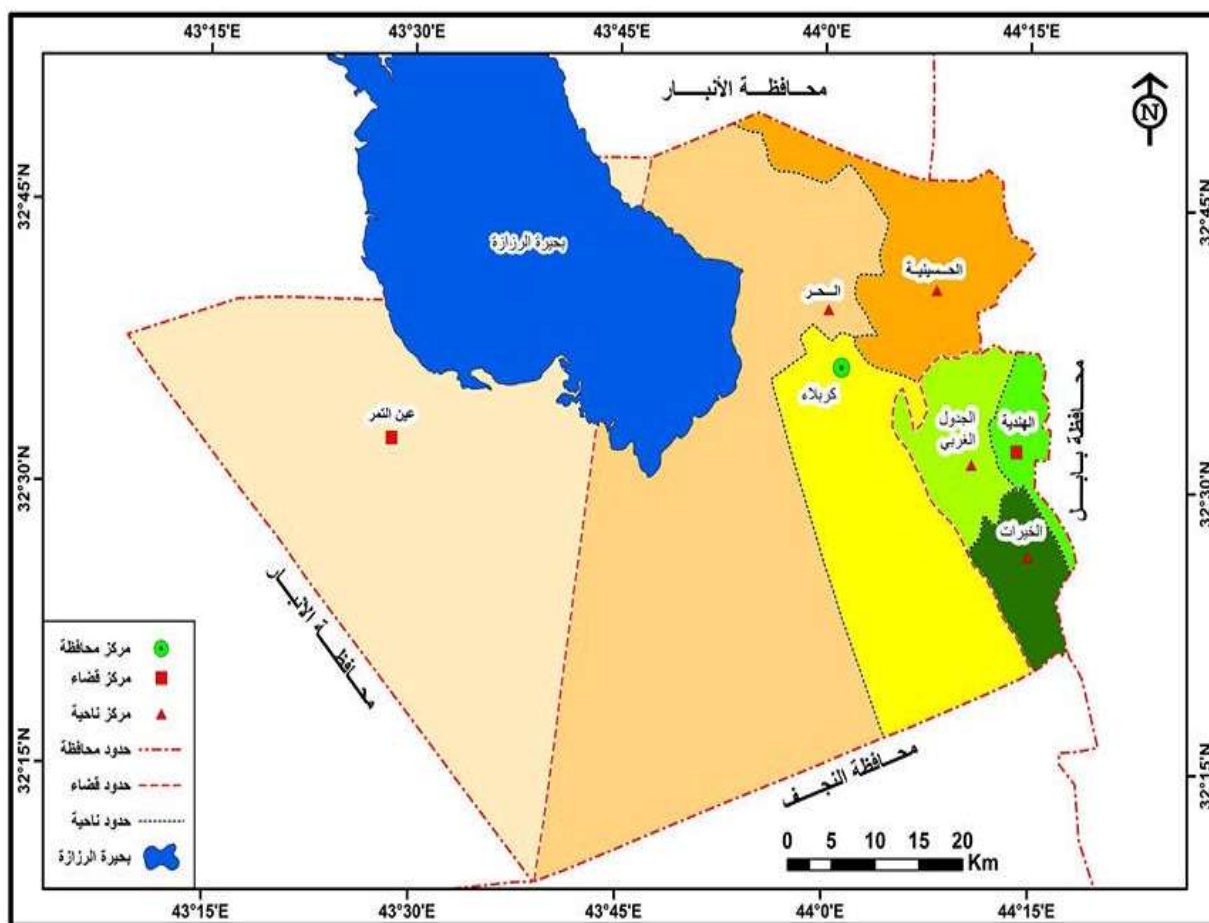 43°15'E 43°30'E 43°45'E 44°0'E 44°15'E
محافظة الأنبار
N
32°45'N 32°45'N
بحيرة الرزازة
الحسينية
الحر
كربلاء
عين التمر
الجدول
الغربي
الهندية
محافظة بابل
32°30'N 32°30'N
الخيرات
محافظة الأنبار
محافظة النجف
32°15'N 32°15'N
مركز محافظة
مركز قضاء
مركز ناحية
حدود محافظة
حدود قضاء
حدود ناحية
بحيرة الرزازة
0 5 10 15 20
Km
43°15'E 43°30'E 43°45'E 44°0'E 44°15'E